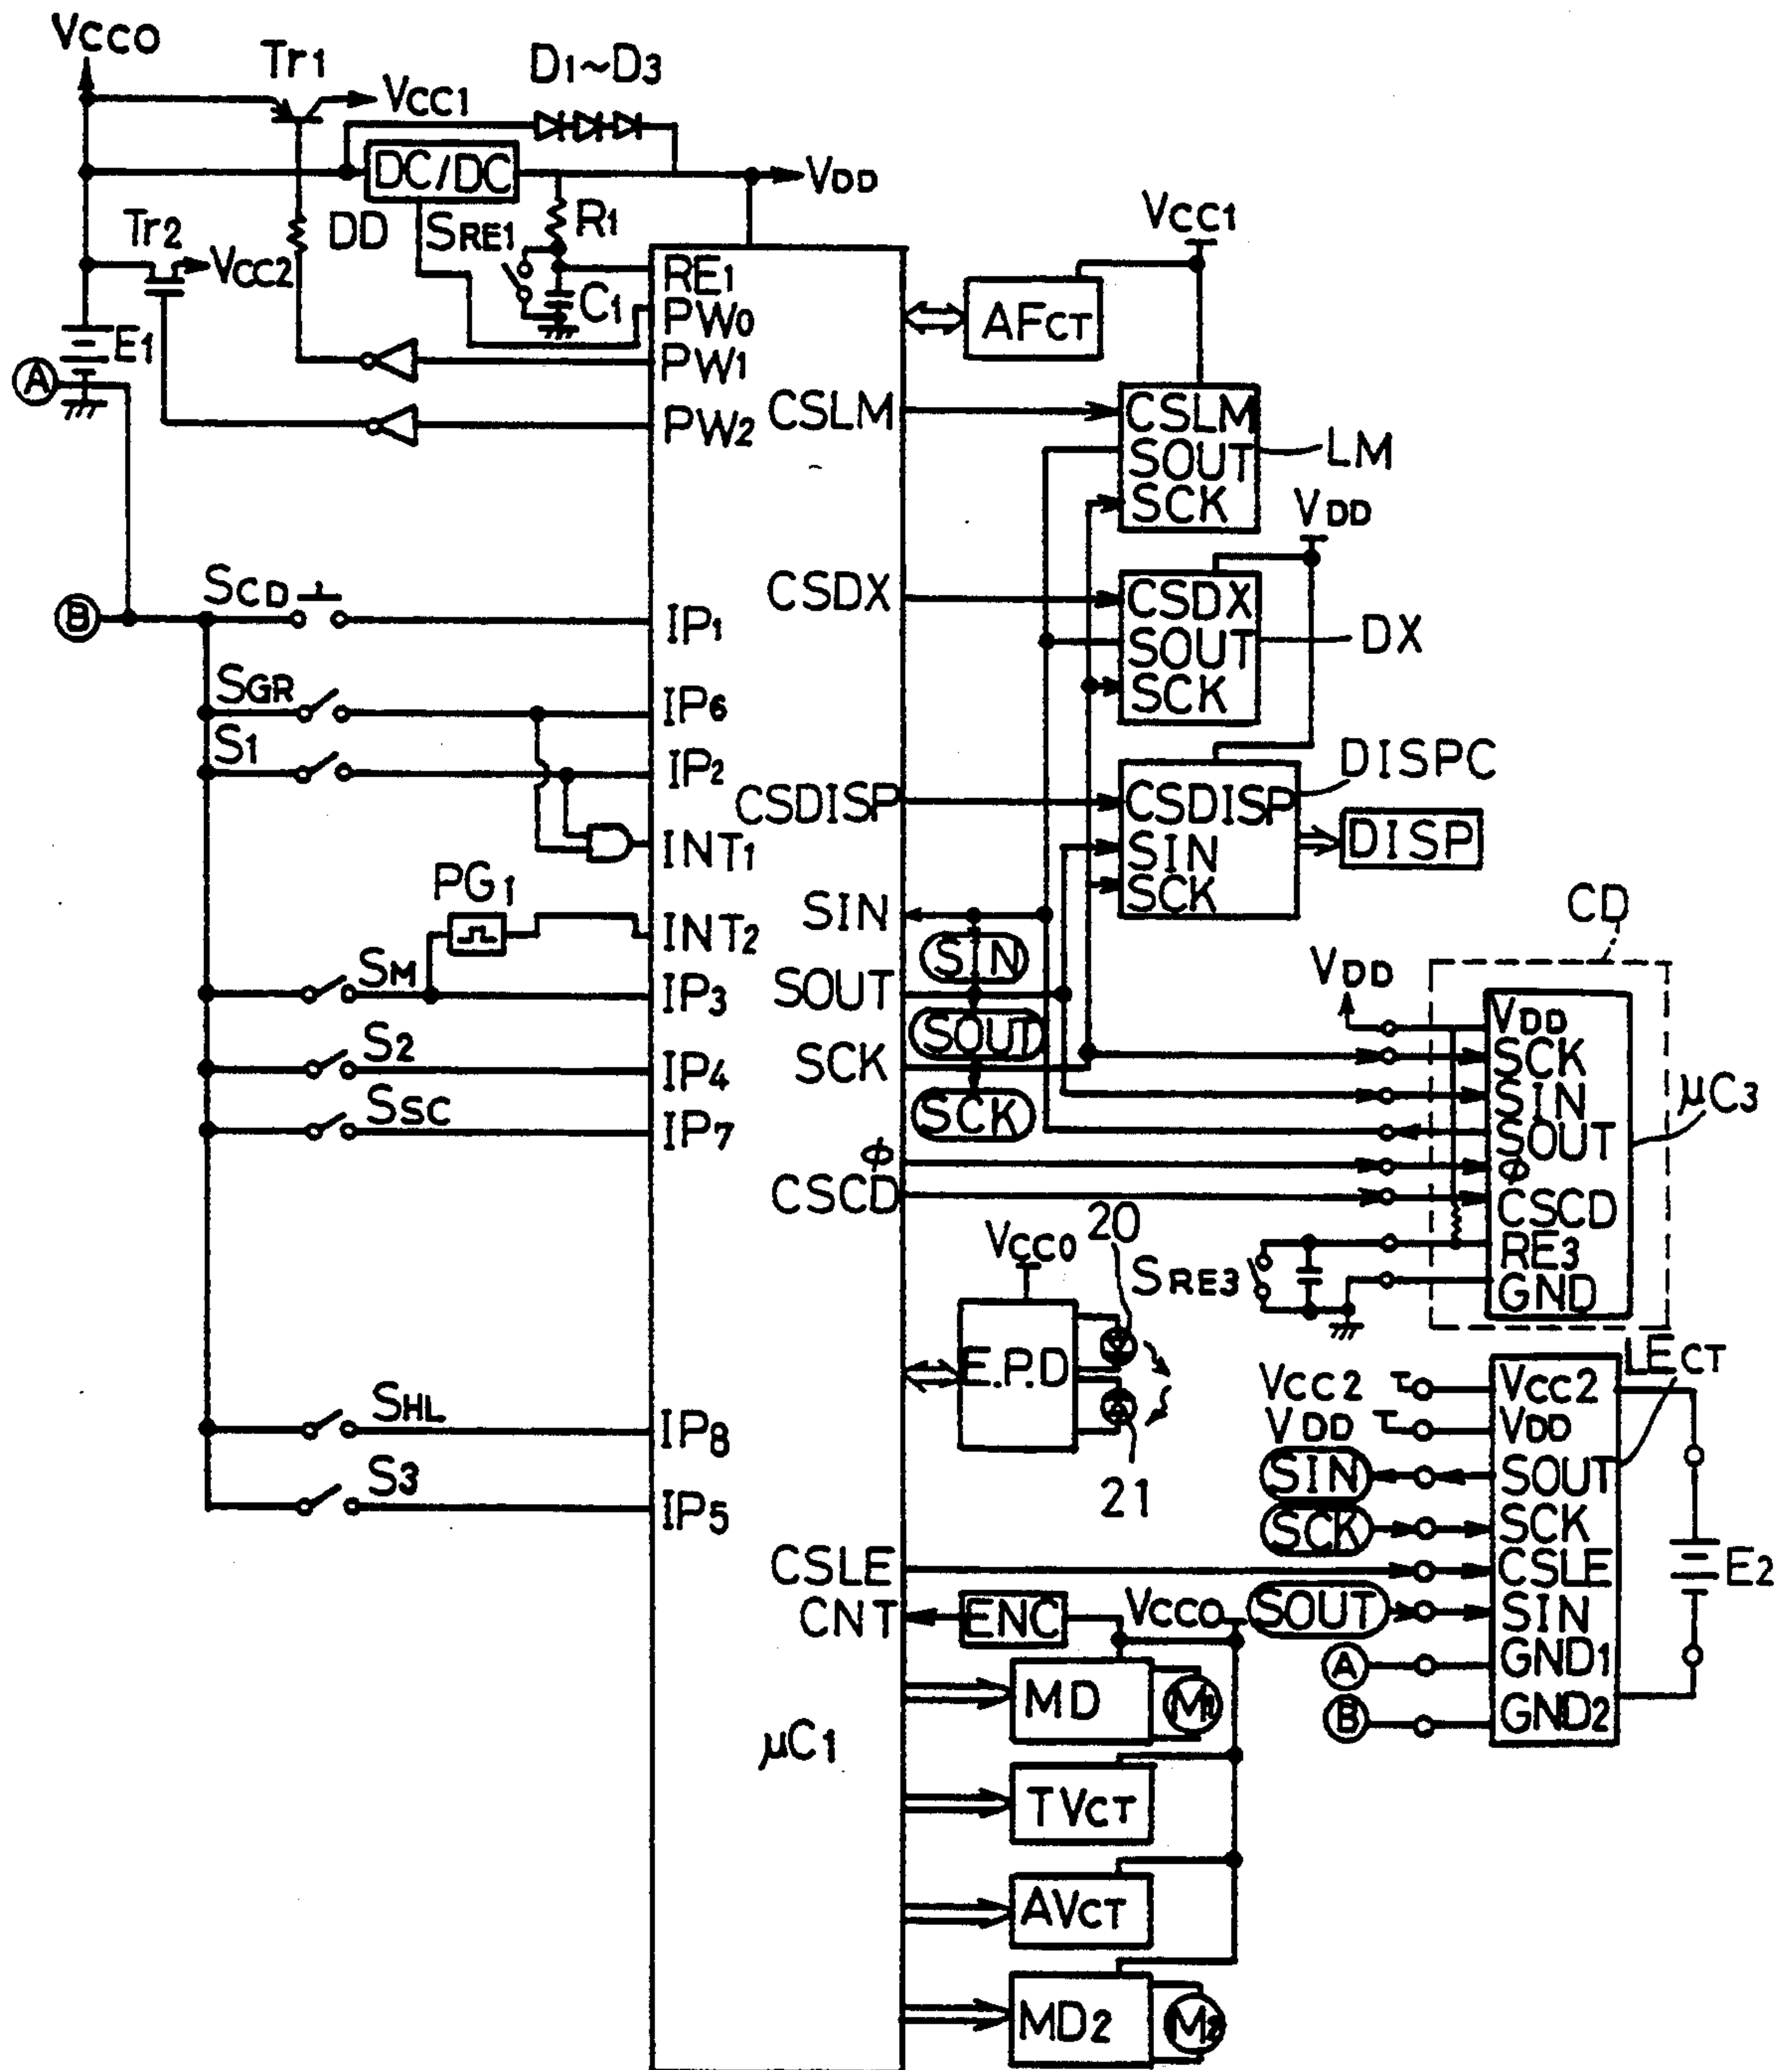 VCC0
Tr1
D1~D3
VCC1
DC/DC
VDD
DD
SRE1
R1
Tr2
VCC2
C1
E1
A
RE1
PW0
PW1
PW2
VCC1
AFCT
CSLM
CSLM
SOUT
SCK
LM
VDD
B
SCD
IP1
CSDX
CSDX
SOUT
SCK
DX
SGR
IP6
S1
IP2
INT1
CSDISP
CSDISP
SIN
SCK
DISPC
DISP
PG1
INT2
SM
IP3
S2
IP4
SSC
IP7
SIN
SIN
SOUT
SOUT
SCK
SCK
φ
CSCD
CD
VDD
VDD
SCK
SIN
SOUT
φ
CSCD
RE3
GND
μC3
SRE3
VCC0
20
E.P.D
21
SHL
IP8
S3
IP5
LECT
VCC2
VCC2
VDD
VDD
SIN
SOUT
SCK
SCK
CSLE
CSLE
SOUT
SIN
A
GND1
B
GND2
E2
CNT
ENC
VCC0
MD
M1
μC1
TVCT
AVCT
MD2
M2